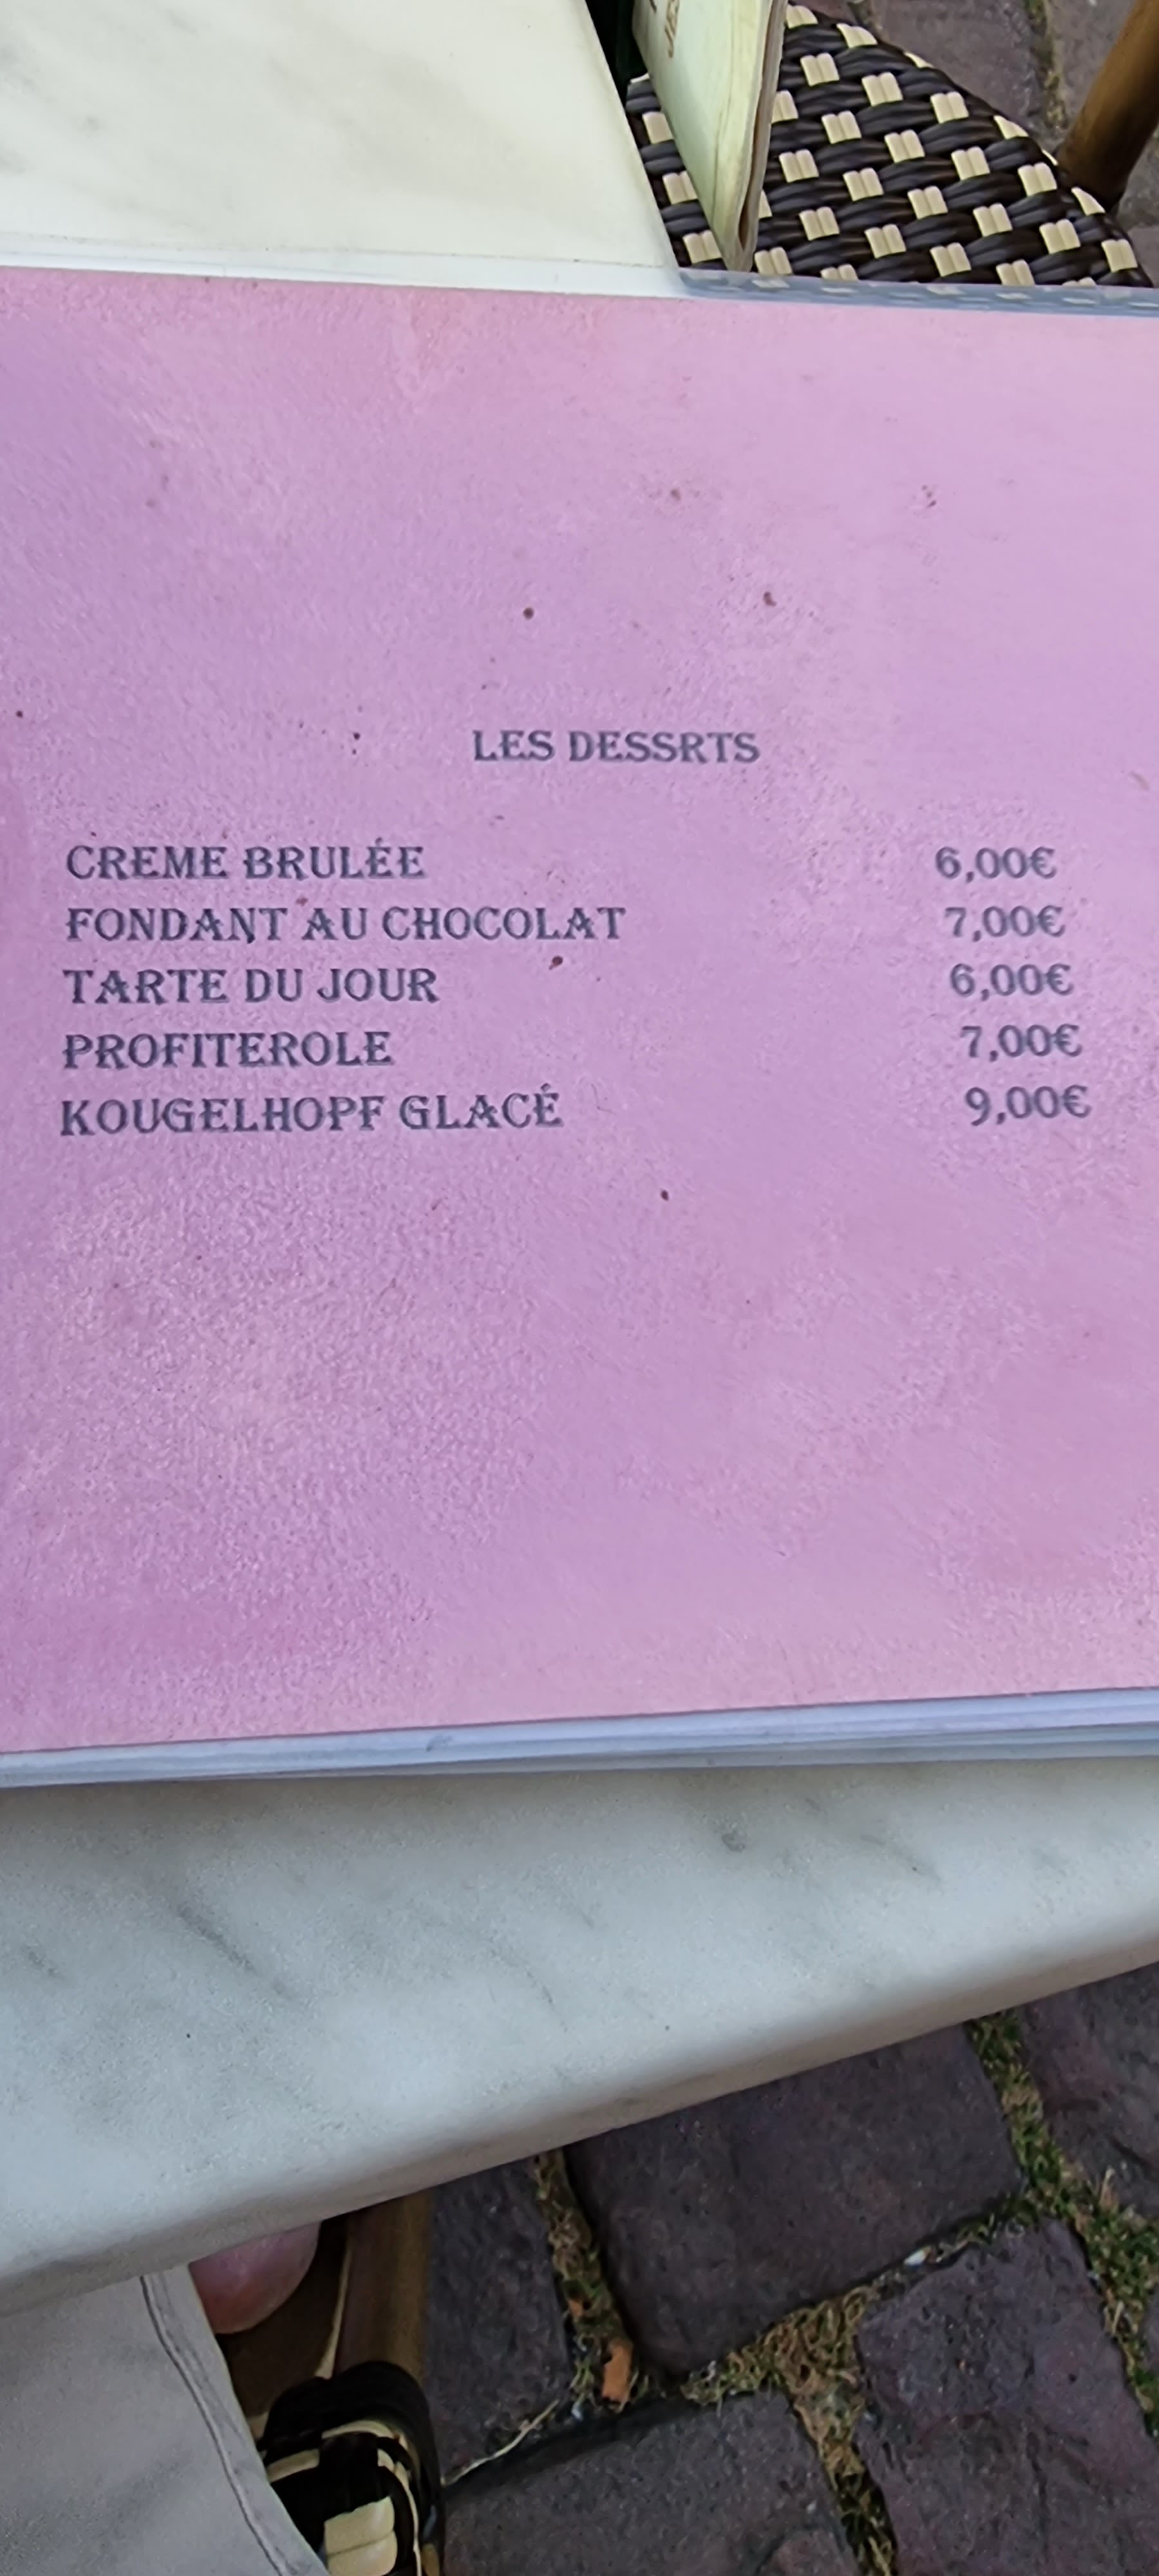 LES DESSRTS
CREME BRULÉE 6,00€
FONDANT AU CHOCOLAT 7,00€
TARTE DU JOUR 6,00€
PROFITEROLE 7,00€
KOUGELHOPF GLACÉ 9,00€